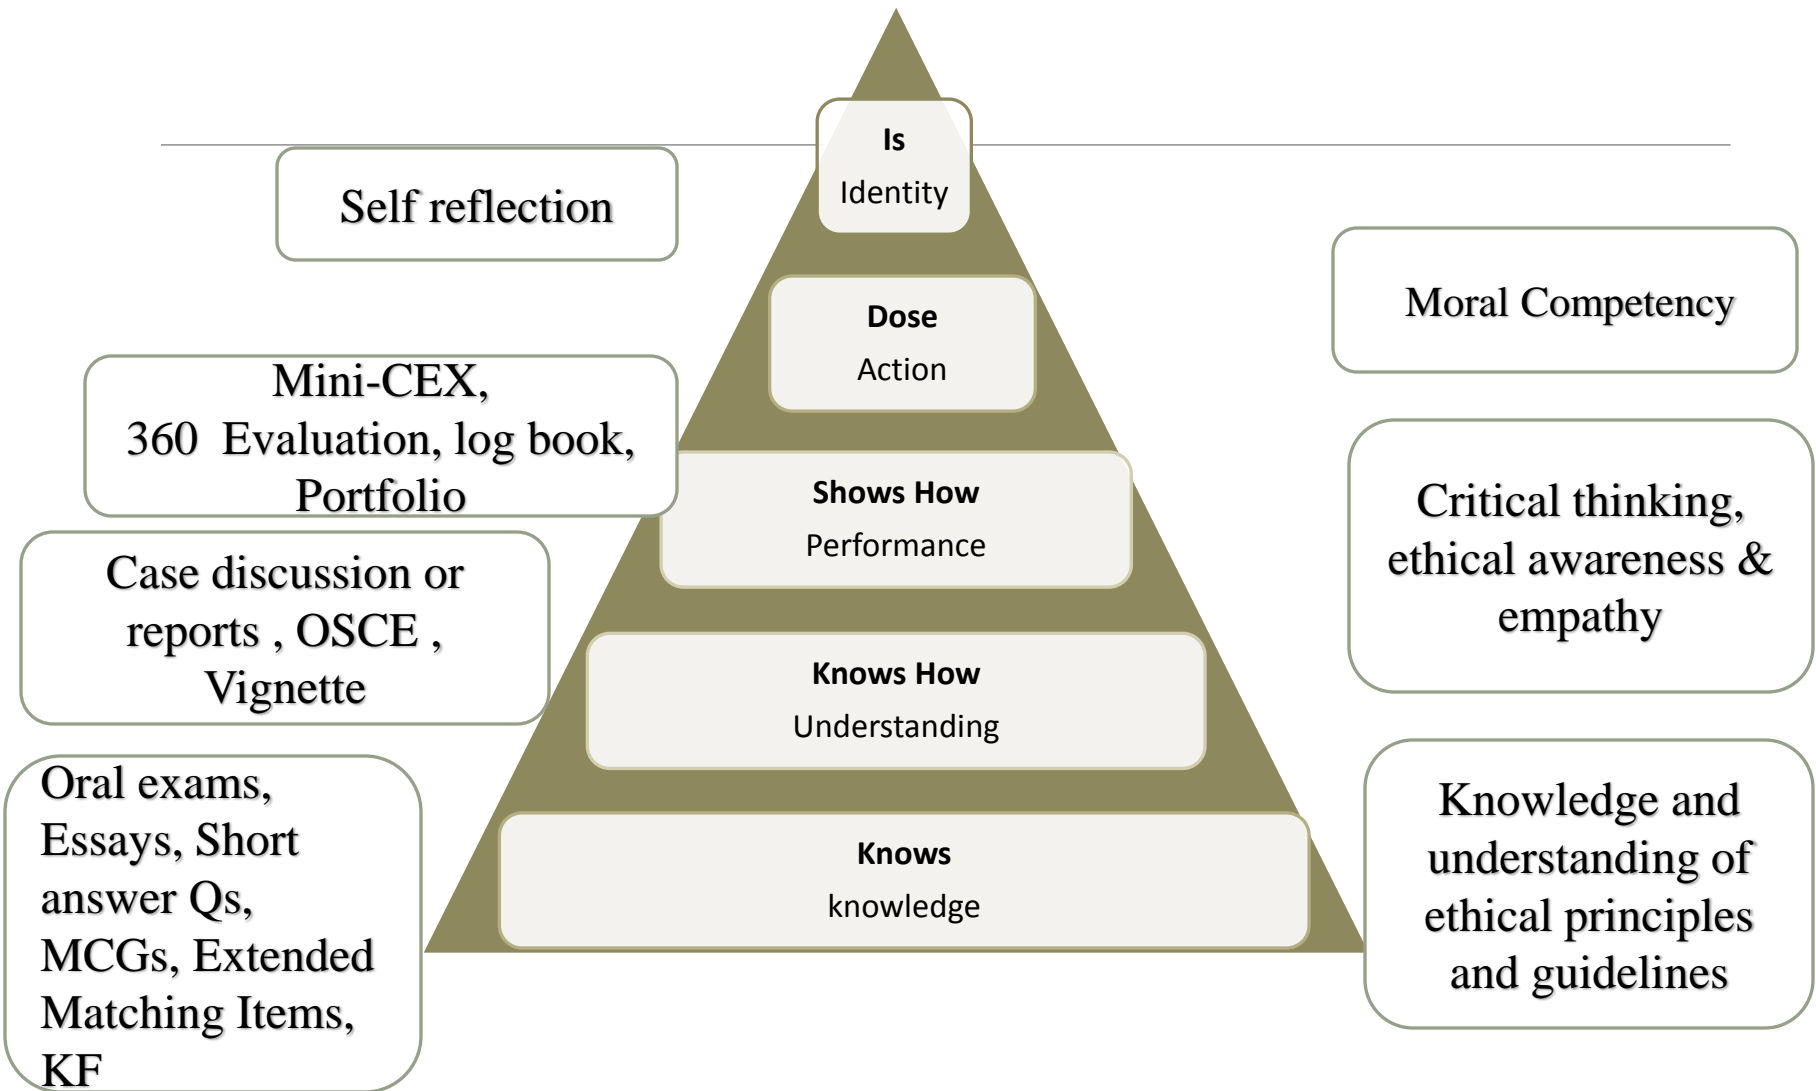 Is
Identity
Self reflection
Dose
Action
Moral Competency
Mini-CEX,
360  Evaluation, log book,
Portfolio
Shows How
Performance
Critical thinking,
ethical awareness &
empathy
Case discussion or
reports , OSCE ,
Vignette
Knows How
Understanding
Oral exams,
Essays, Short
answer Qs,
MCGs, Extended
Matching Items,
KF
Knows
knowledge
Knowledge and
understanding of
ethical principles
and guidelines